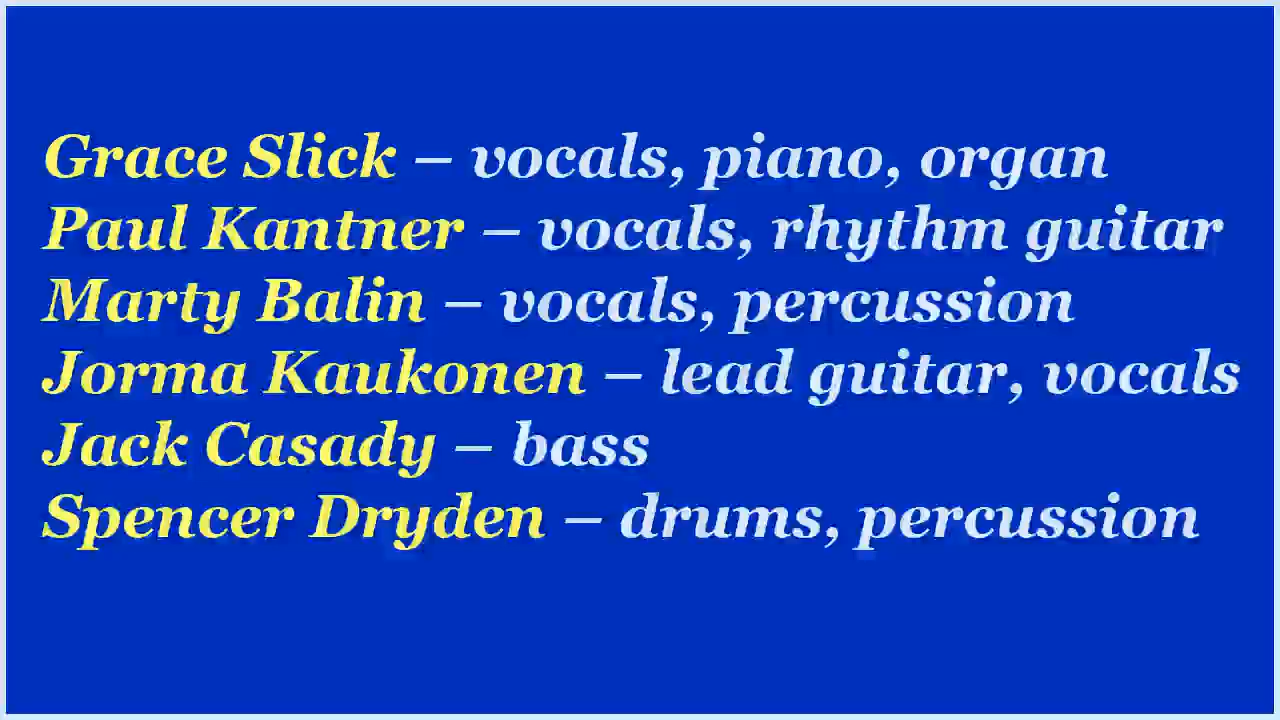 Grace Slick – vocals, piano, organ
Paul Kantner – vocals, rhythm guitar
Marty Balin – vocals, percussion
Jorma Kaukonen – lead guitar, vocals
Jack Casady – bass
Spencer Dryden – drums, percussion